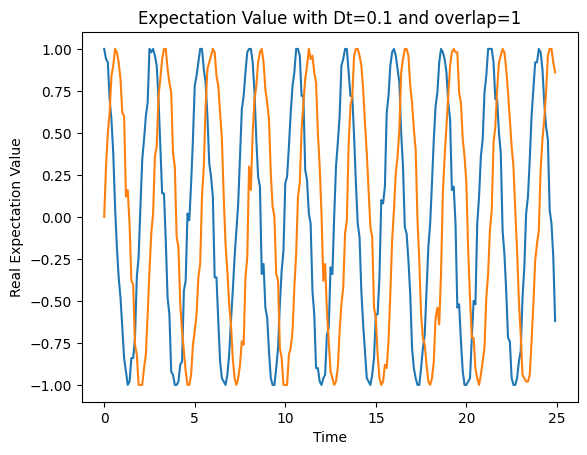 Expectation Value with Dt=0.1 and overlap=1
1.00
0.75
0.50
0.25
0.00
−0.25
−0.50
−0.75
−1.00
Real Expectation Value
0 5 10 15 20 25
Time